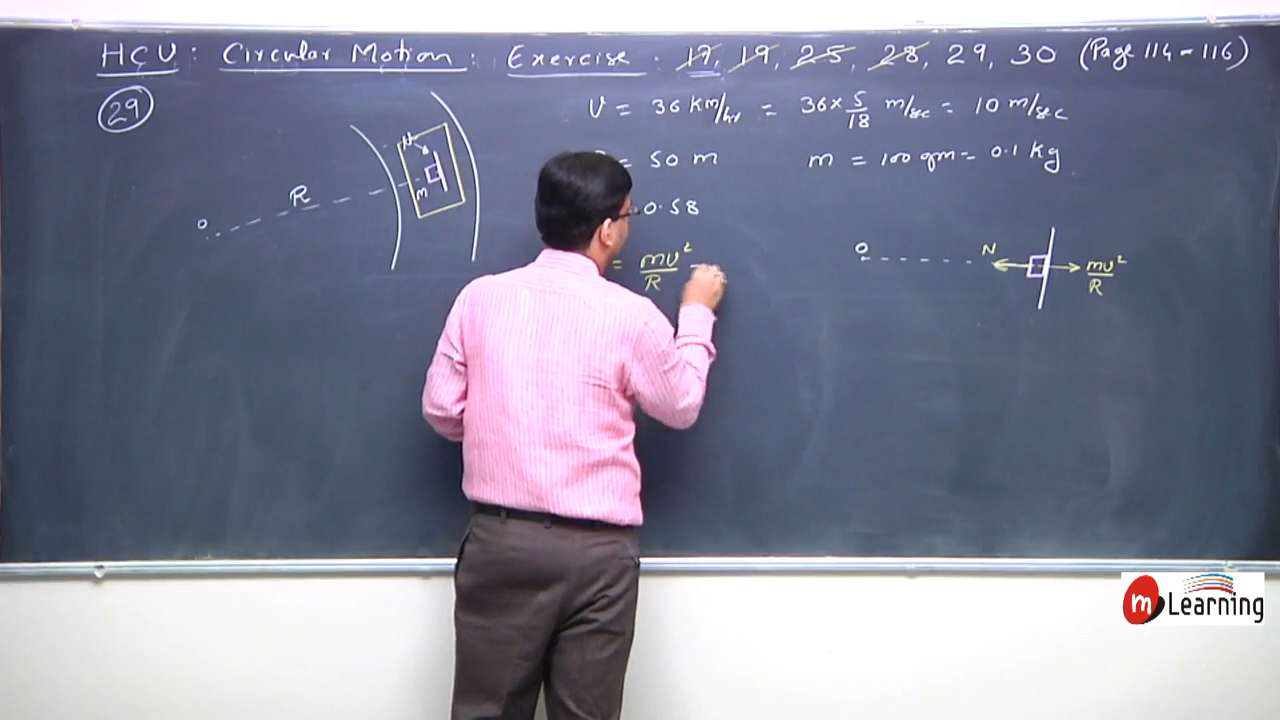 HCV : Circular Motion : Exercise : 17, 19, 25, 28, 29, 30 (Page 114 - 116)
29
V = 36 Km/hr = 36 × 5/18 m/sec = 10 m/sec
= 50 m m = 100 gm = 0.1 Kg
0.58
R
O
N
m
= mv²/R
O N mv²/R
m Learning